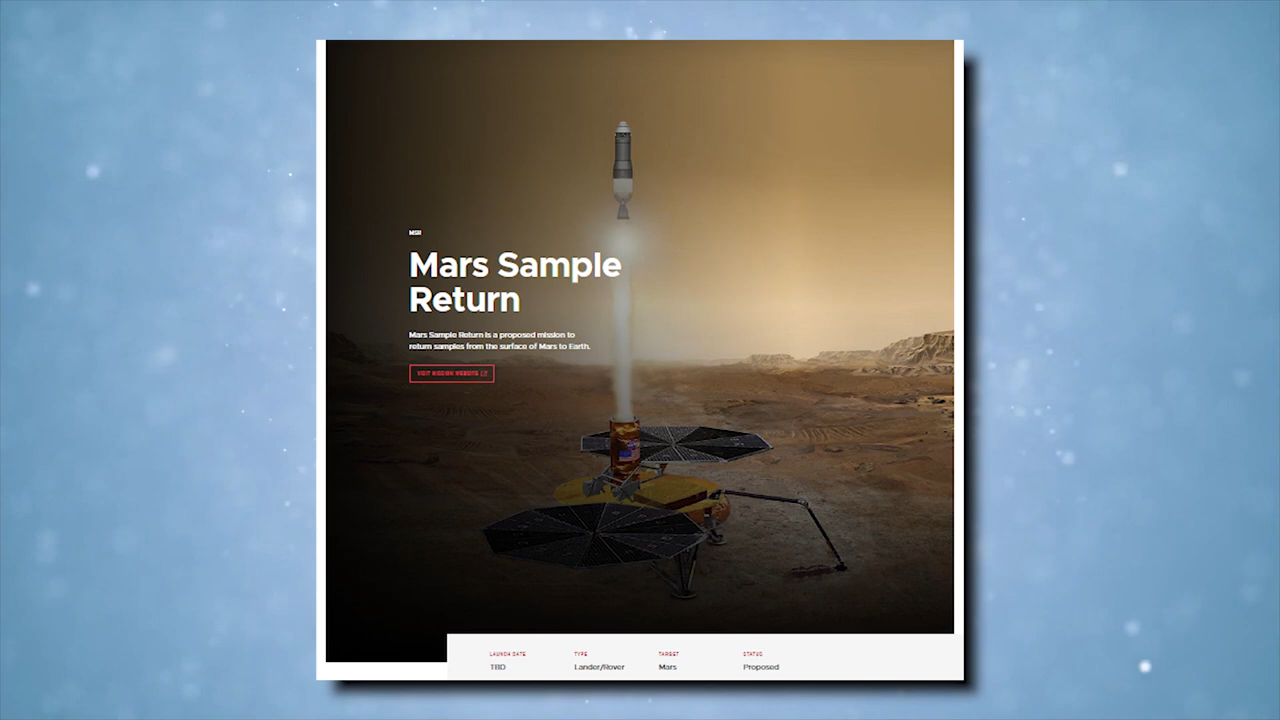 MSR
Mars Sample
Return
Mars Sample Return is a proposed mission to
return samples from the surface of Mars to Earth.
VISIT MISSION WEBSITE
LAUNCH DATE TYPE TARGET STATUS
TBD Lander/Rover Mars Proposed